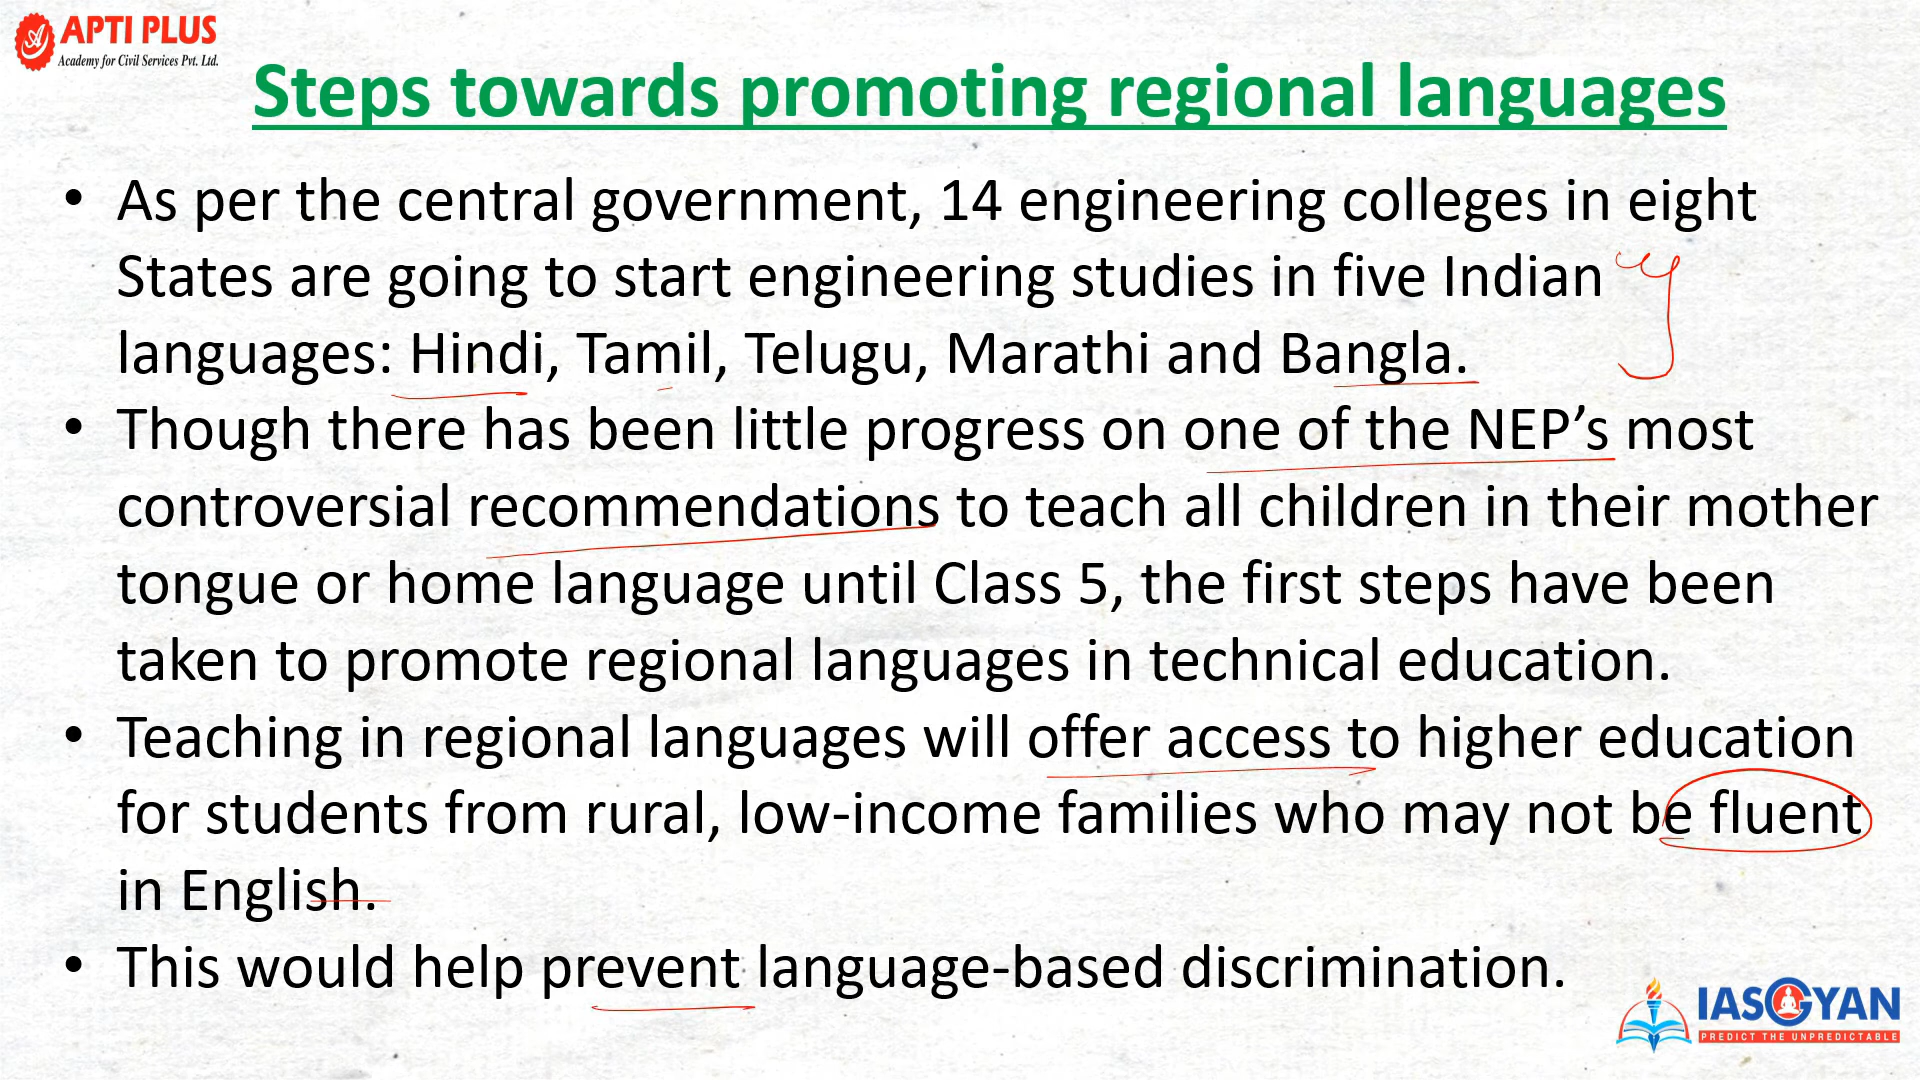 APTI PLUS
Academy for Civil Services Pvt. Ltd.
Steps towards promoting regional languages
• As per the central government, 14 engineering colleges in eight
States are going to start engineering studies in five Indian
languages: Hindi, Tamil, Telugu, Marathi and Bangla.
• Though there has been little progress on one of the NEP’s most
controversial recommendations to teach all children in their mother
tongue or home language until Class 5, the first steps have been
taken to promote regional languages in technical education.
• Teaching in regional languages will offer access to higher education
for students from rural, low-income families who may not be fluent
in English.
• This would help prevent language-based discrimination.
IASGYAN
PREDICT THE UNPREDICTABLE